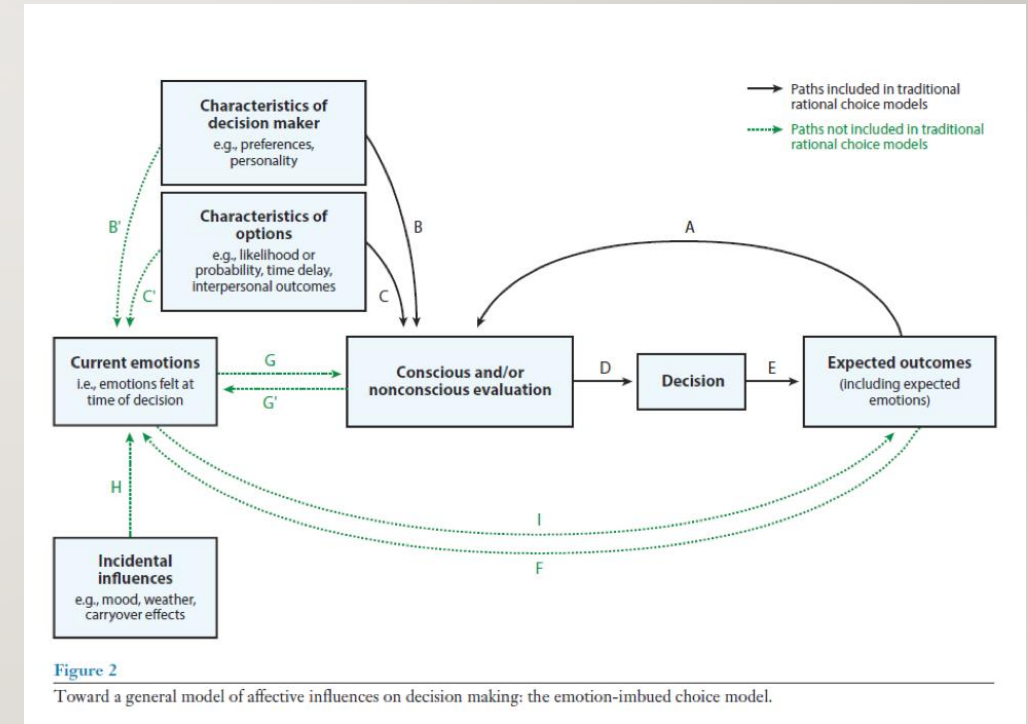 Characteristics of
decision maker
e.g., preferences,
personality
Paths included in traditional
rational choice models
Paths not included in traditional
rational choice models
Characteristics of
options
e.g., likelihood or
probability, time delay,
interpersonal outcomes
B'
B
A
C'
C
Current emotions
i.e., emotions felt at
time of decision
G
G'
Conscious and/or
nonconscious evaluation
D
Decision
E
Expected outcomes
(including expected
emotions)
H
I
F
Incidental
influences
e.g., mood, weather,
carryover effects
Figure 2
Toward a general model of affective influences on decision making: the emotion-imbued choice model.